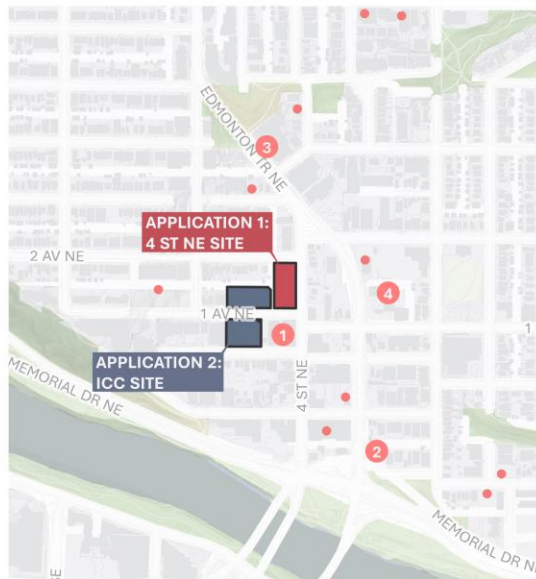 EDMONTON TR NE
3
APPLICATION 1:
4 ST NE SITE
2 AV NE
4
1 AV NE
1
1
APPLICATION 2:
ICC SITE
4 ST NE
MEMORIAL DR NE
2
MEMORIAL DR NE
SE